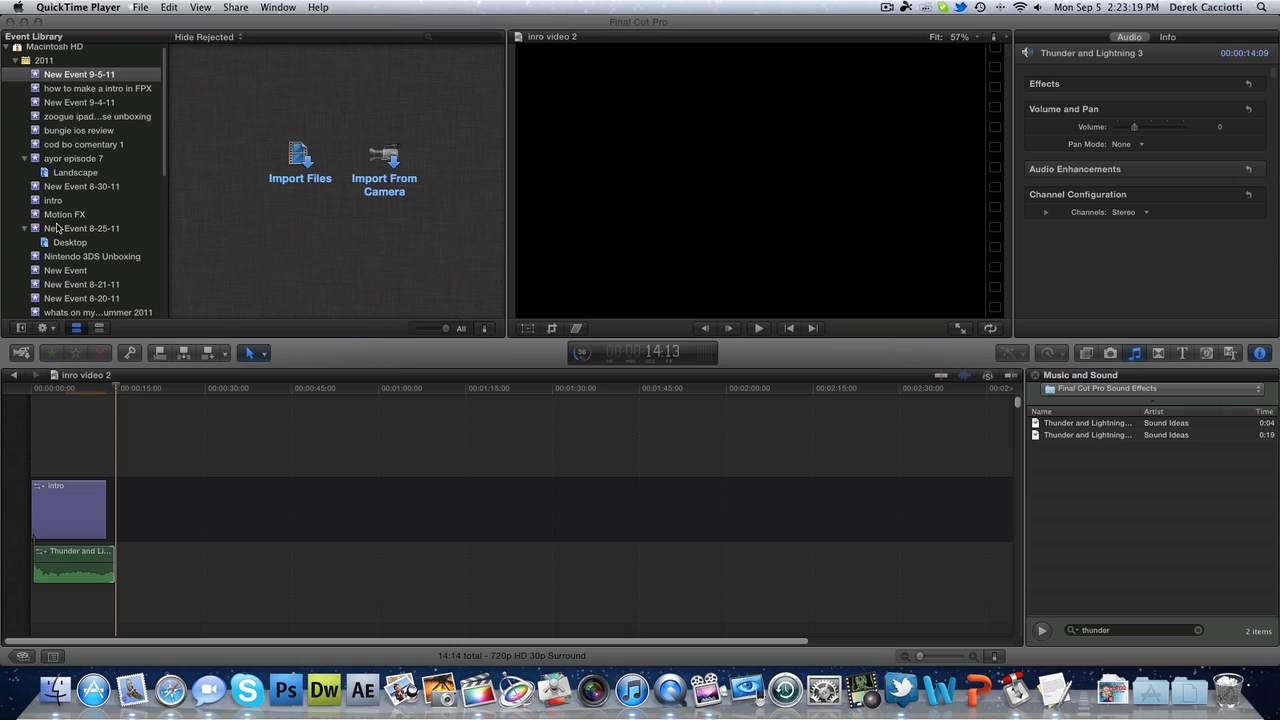 QuickTime Player File Edit View Share Window Help
Mon Sep 5 2:23:19 PM Derek Cacciotti
Final Cut Pro
Event Library
Hide Rejected
inro video 2
Fit: 57%
Audio Info
Macintosh HD
2011
New Event 9-5-11
how to make a intro in FPX
New Event 9-4-11
zoogue ipad...se unboxing
bungie ios review
cod bo comentary 1
ayor episode 7
Landscape
New Event 8-30-11
intro
Motion FX
New Event 8-25-11
Desktop
Nintendo 3DS Unboxing
New Event
New Event 8-21-11
New Event 8-20-11
whats on my...ummer 2011
Import Files
Import From
Camera
All
Thunder and Lightning 3 00:00:14:09
Effects
Volume and Pan
Volume: 0
Pan Mode: None
Audio Enhancements
Channel Configuration
Channels: Stereo
36 00:00:14:13
HR MIN SEC FR
inro video 2
00:00:00:00 00:00:15:00 00:00:30:00 00:00:45:00 00:01:00:00 00:01:15:00 00:01:30:00 00:01:45:00 00:02:00:00 00:02:15:00 00:02:30:00
intro
Thunder and Li...
Music and Sound
Final Cut Pro Sound Effects
Name Artist Time
Thunder and Lightning... Sound Ideas 0:04
Thunder and Lightning... Sound Ideas 0:19
thunder
2 items
14:14 total - 720p HD 30p Surround
Ps Dw AE